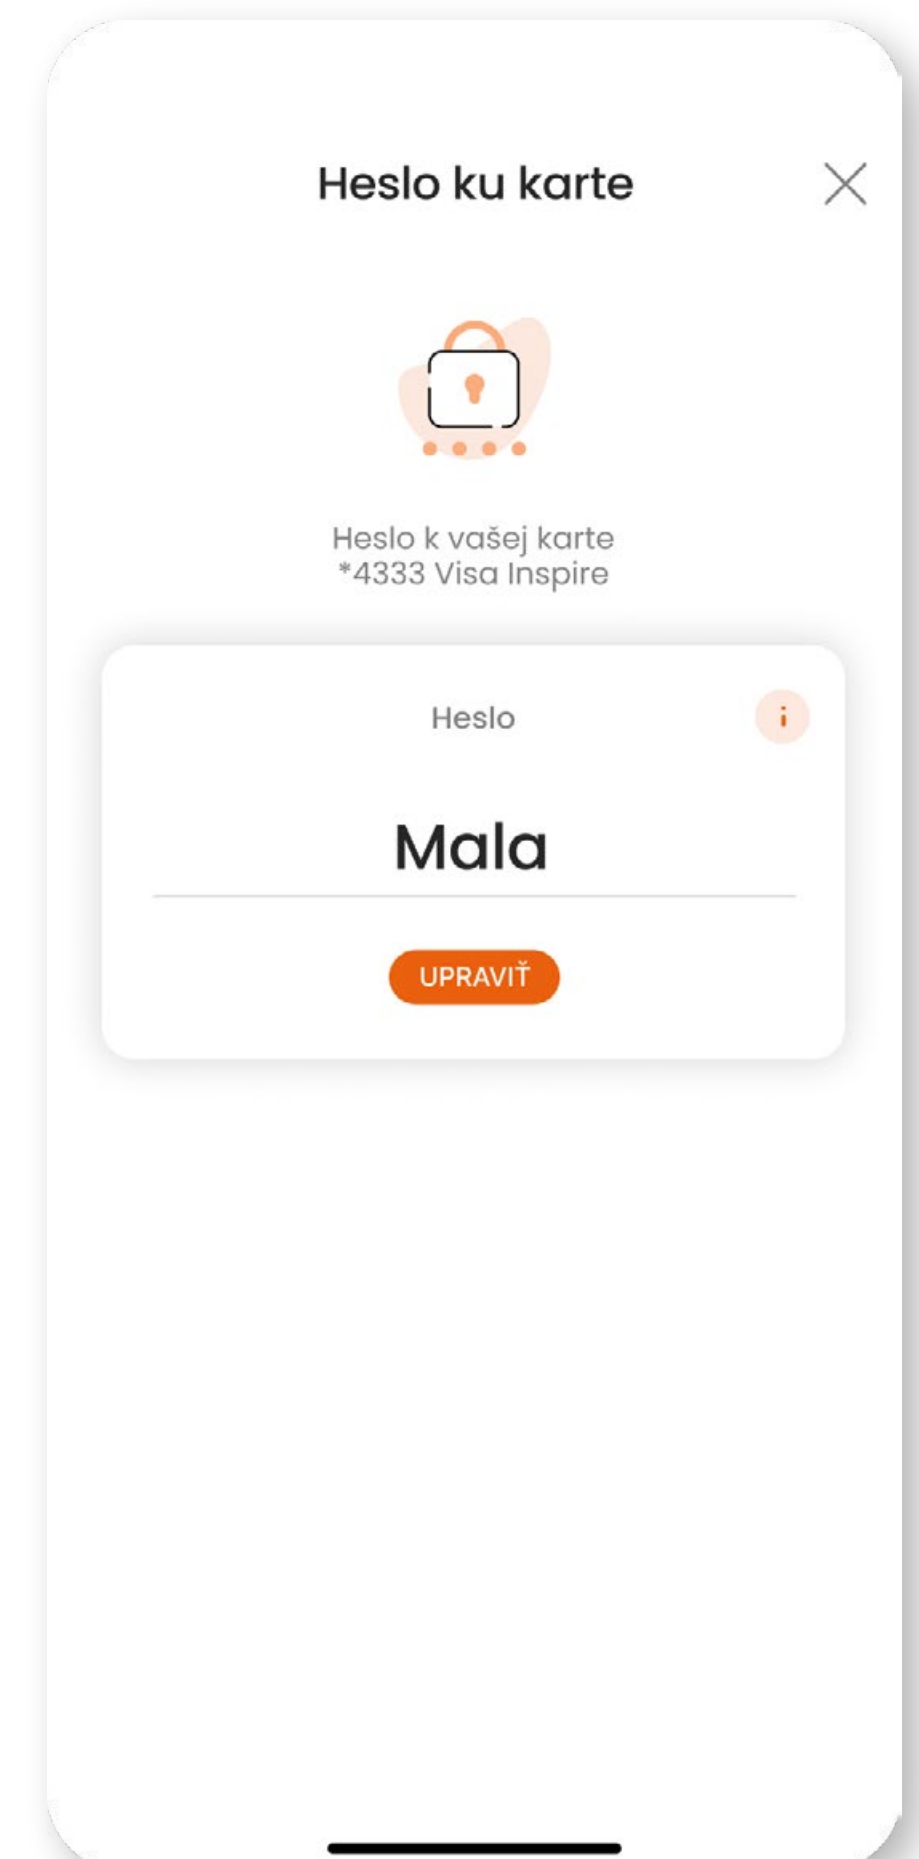 Heslo ku karte
Heslo k vašej karte
*4333 Visa Inspire
Heslo
i
Mala
UPRAVIŤ